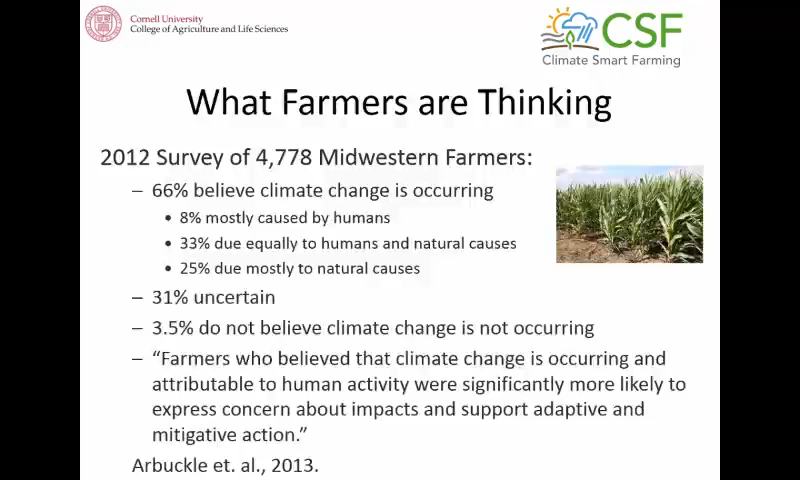 Cornell University
College of Agriculture and Life Sciences
CSF
Climate Smart Farming
What Farmers are Thinking
2012 Survey of 4,778 Midwestern Farmers:
– 66% believe climate change is occurring
• 8% mostly caused by humans
• 33% due equally to humans and natural causes
• 25% due mostly to natural causes
– 31% uncertain
– 3.5% do not believe climate change is not occurring
– “Farmers who believed that climate change is occurring and
attributable to human activity were significantly more likely to
express concern about impacts and support adaptive and
mitigative action.”
Arbuckle et. al., 2013.